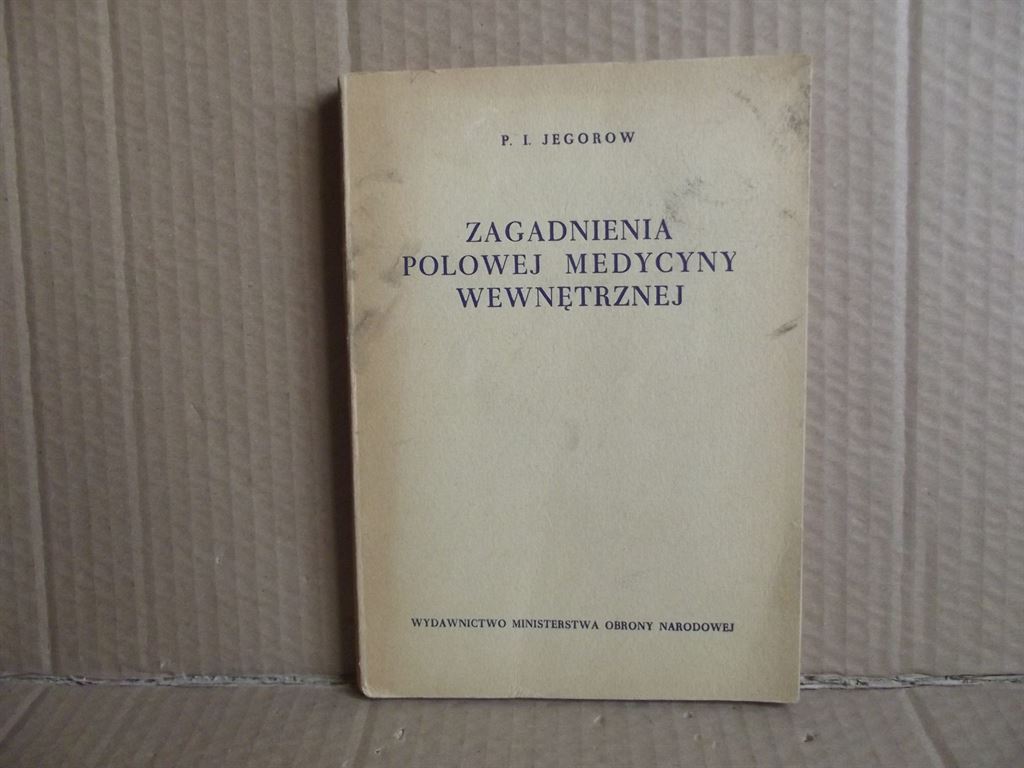 P. I. JEGOROW
ZAGADNIENIA
POLOWEJ MEDYCYNY
WEWNĘTRZNEJ
WYDAWNICTWO MINISTERSTWA OBRONY NARODOWEJ